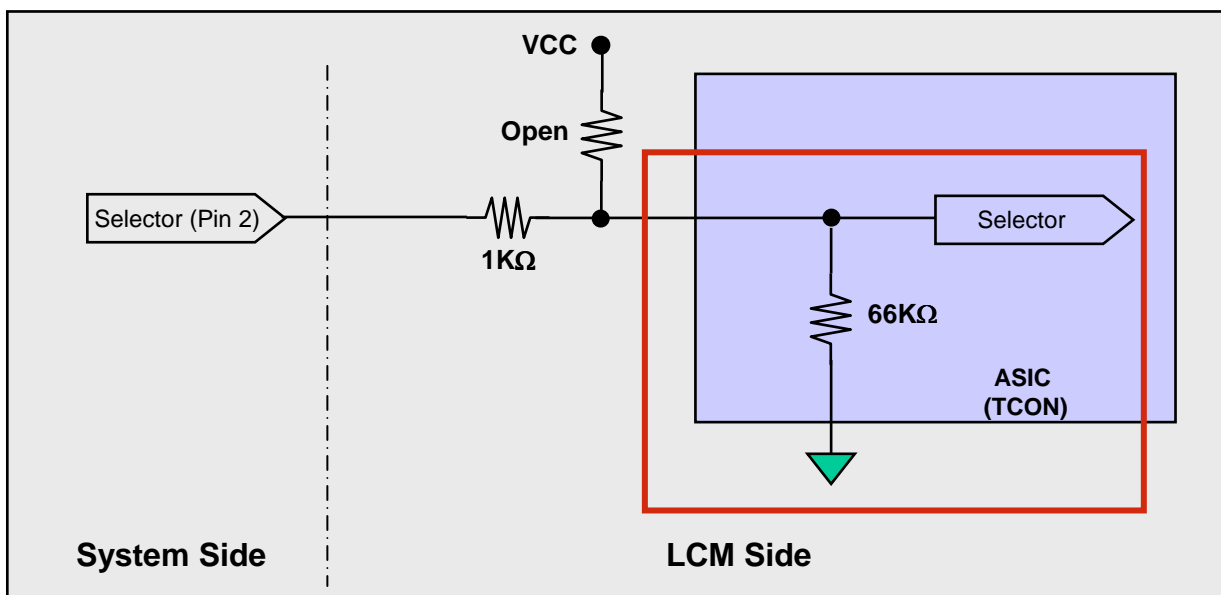 VCC
Open
Selector (Pin 2)
Selector
1KΩ
66KΩ
ASIC
(TCON)
System Side
LCM Side